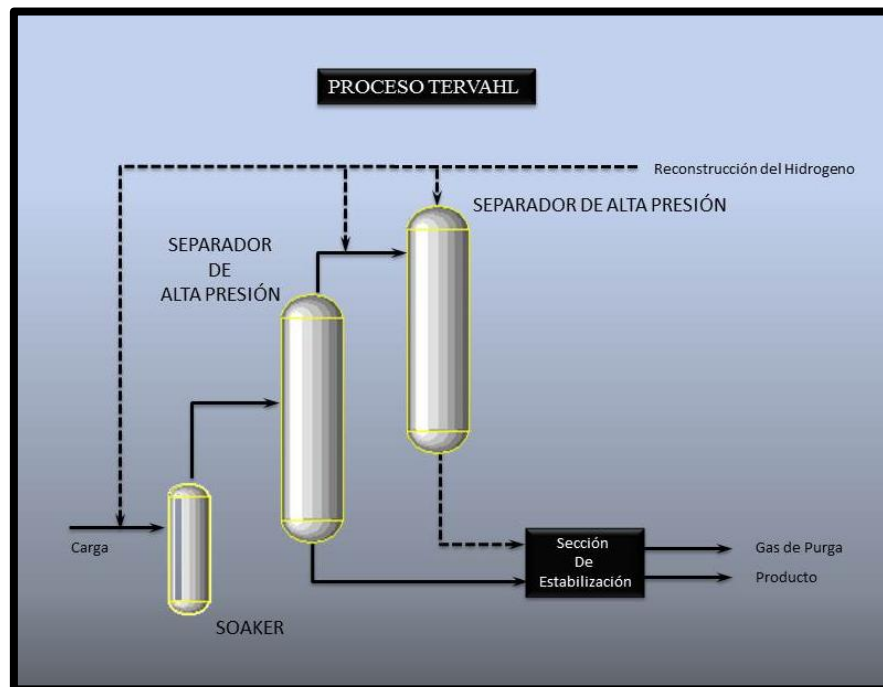 PROCESO TERVAHL
Reconstrucción del Hidrogeno
SEPARADOR DE ALTA PRESIÓN
SEPARADOR
DE
ALTA PRESIÓN
Carga
SOAKER
Sección
De
Estabilización
Gas de Purga
Producto